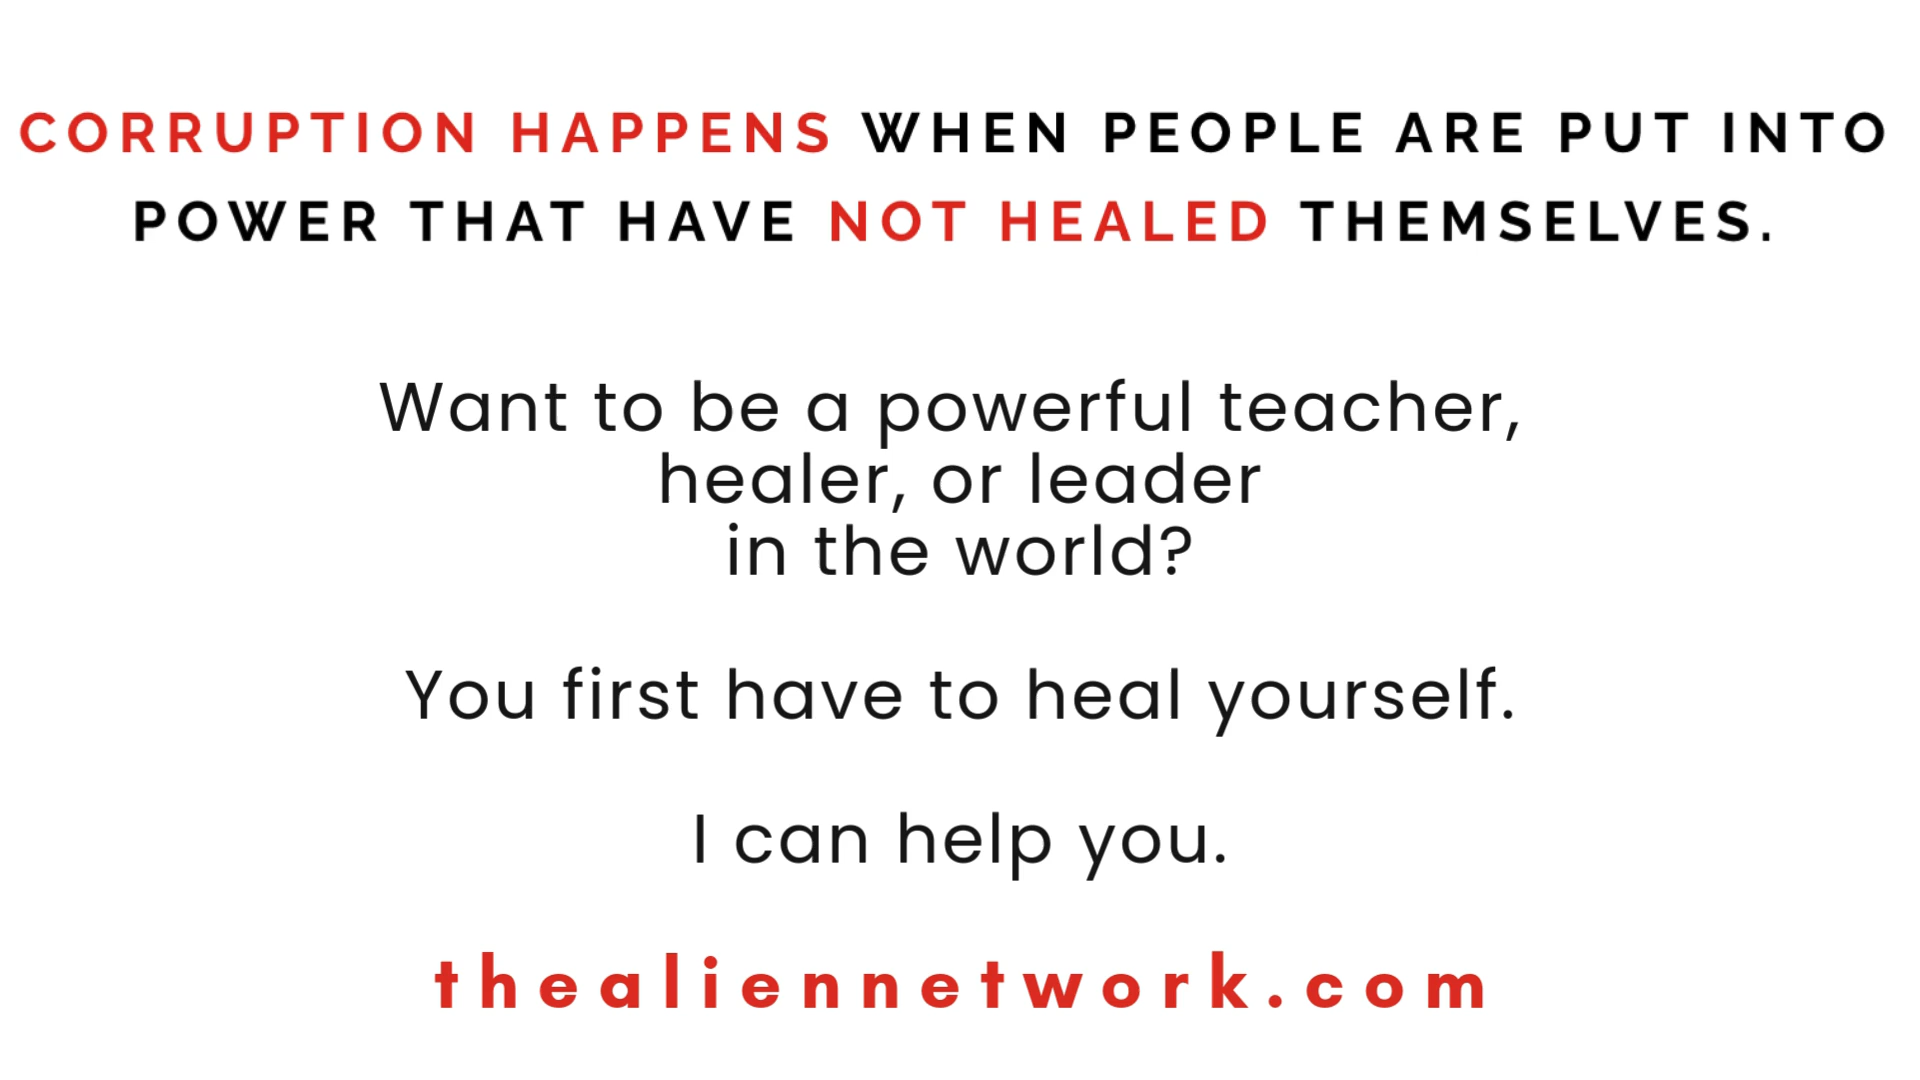 CORRUPTION HAPPENS WHEN PEOPLE ARE PUT INTO
POWER THAT HAVE NOT HEALED THEMSELVES.
Want to be a powerful teacher,
healer, or leader
in the world?
You first have to heal yourself.
I can help you.
thealiennetwork.com